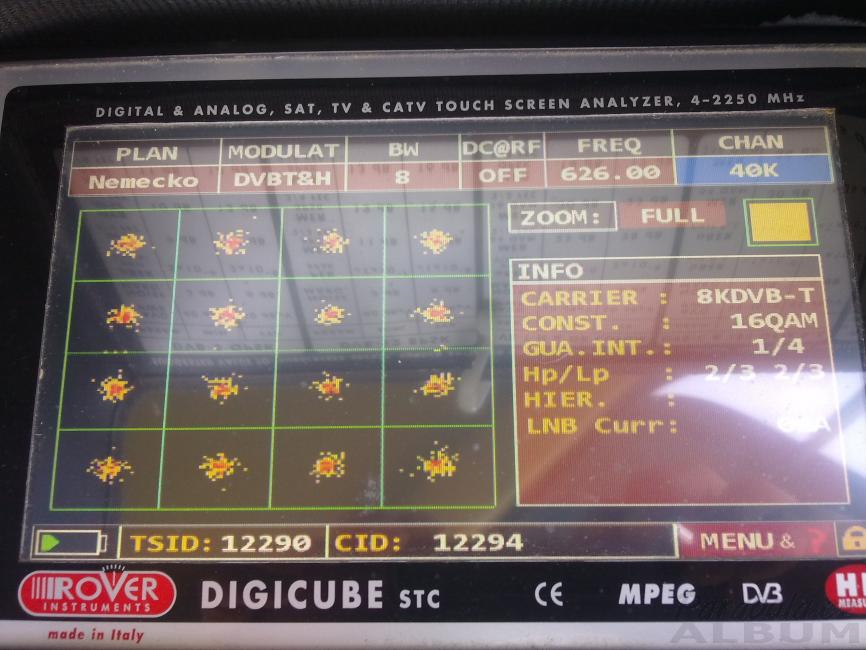 DIGITAL & ANALOG, SAT, TV & CATV TOUCH SCREEN ANALYZER, 4-2250 MHz
PLAN MODULAT BW DC@RF FREQ CHAN
Nemecko DVBT&H 8 OFF 626.00 40K
ZOOM: FULL
INFO
CARRIER : 8KDVB-T
CONST. : 16QAM
GUA.INT.: 1/4
Hp/Lp : 2/3 2/3
HIER. :
LNB Curr:
TSID: 12290 CID: 12294 MENU & ?
ROVER INSTRUMENTS DIGICUBE STC CE MPEG DVB
made in Italy ALBUM